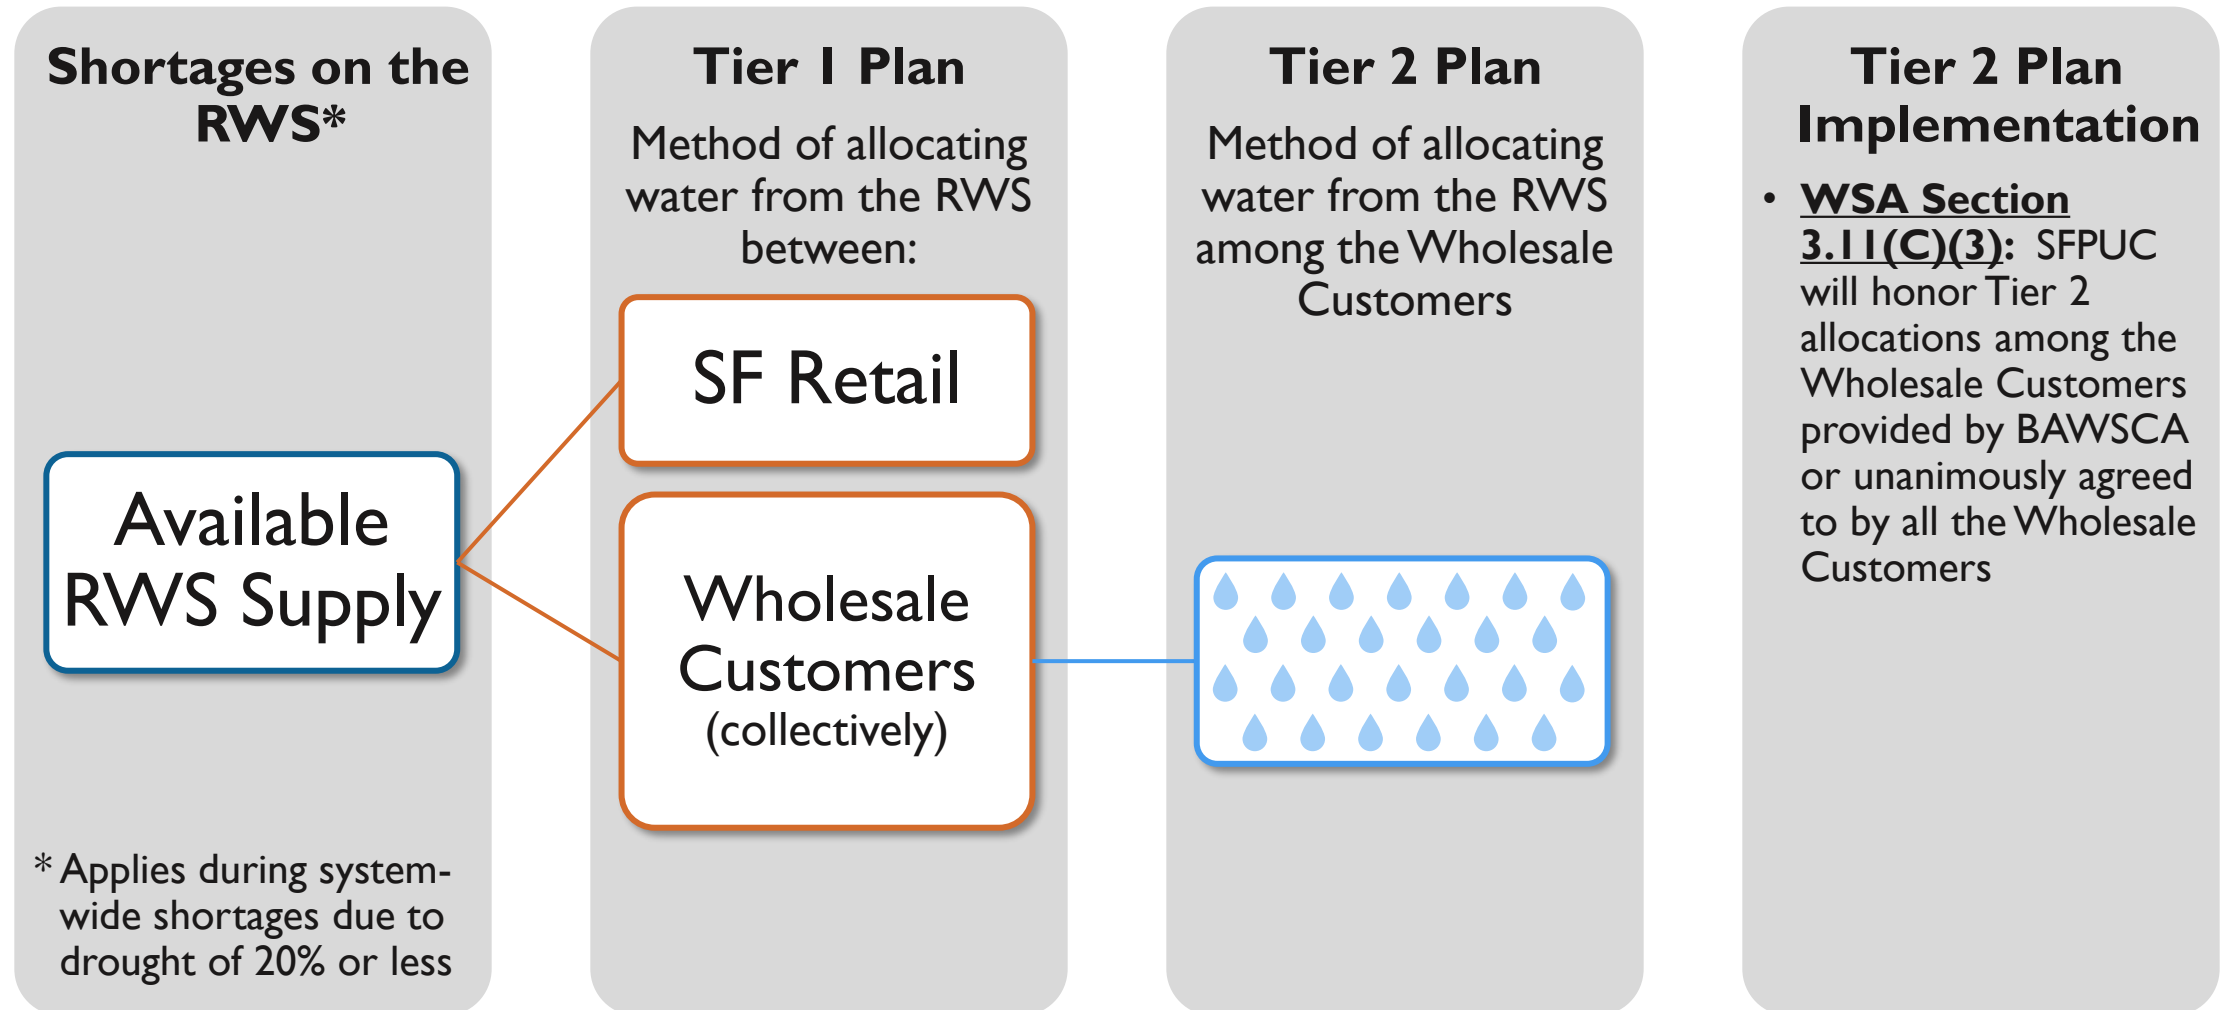 Shortages on the
RWS*
Available
RWS Supply
* Applies during system-
wide shortages due to
drought of 20% or less
Tier 1 Plan
Method of allocating
water from the RWS
between:
SF Retail
Wholesale
Customers
(collectively)
Tier 2 Plan
Method of allocating
water from the RWS
among the Wholesale
Customers
Tier 2 Plan
Implementation
• WSA Section
3.11(C)(3): SFPUC
will honor Tier 2
allocations among the
Wholesale Customers
provided by BAWSCA
or unanimously agreed
to by all the Wholesale
Customers